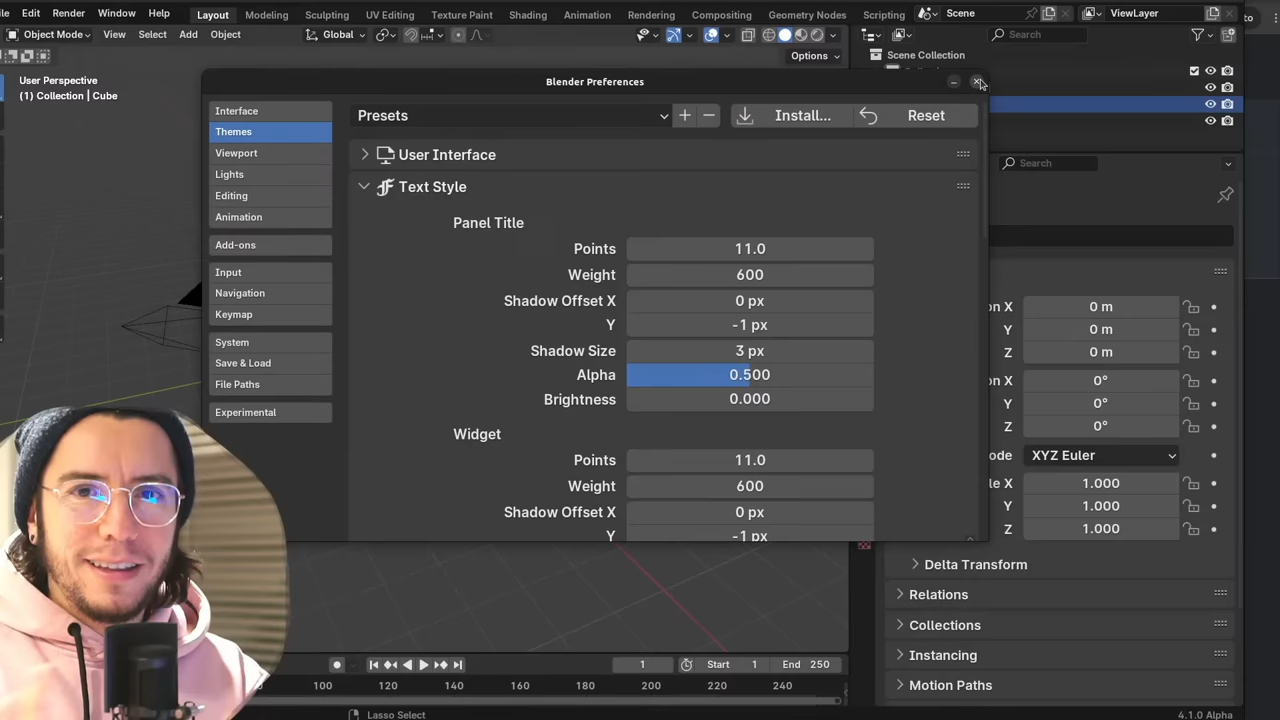 Edit Render Window Help Layout Modeling Sculpting UV Editing Texture Paint Shading Animation Rendering Compositing Geometry Nodes Scripting Scene ViewLayer
Object Mode View Select Add Object Global Search
Options
Scene Collection
User Perspective
(1) Collection | Cube
Blender Preferences
Interface
Themes
Viewport
Lights
Editing
Animation
Add-ons
Input
Navigation
Keymap
System
Save & Load
File Paths
Experimental
Presets Install... Reset
User Interface
Text Style
Panel Title
Points 11.0
Weight 600
Shadow Offset X 0 px
Y -1 px
Shadow Size 3 px
Alpha 0.500
Brightness 0.000
Widget
Points 11.0
Weight 600
Shadow Offset X 0 px
Y -1 px
Search
X 0 m
Y 0 m
Z 0 m
X 0°
Y 0°
Z 0°
XYZ Euler
X 1.000
Y 1.000
Z 1.000
Delta Transform
Relations
Collections
Instancing
Motion Paths
1 Start 1 End 250
100 120 140 160 180 200 220 240
Lasso Select
4.1.0 Alpha